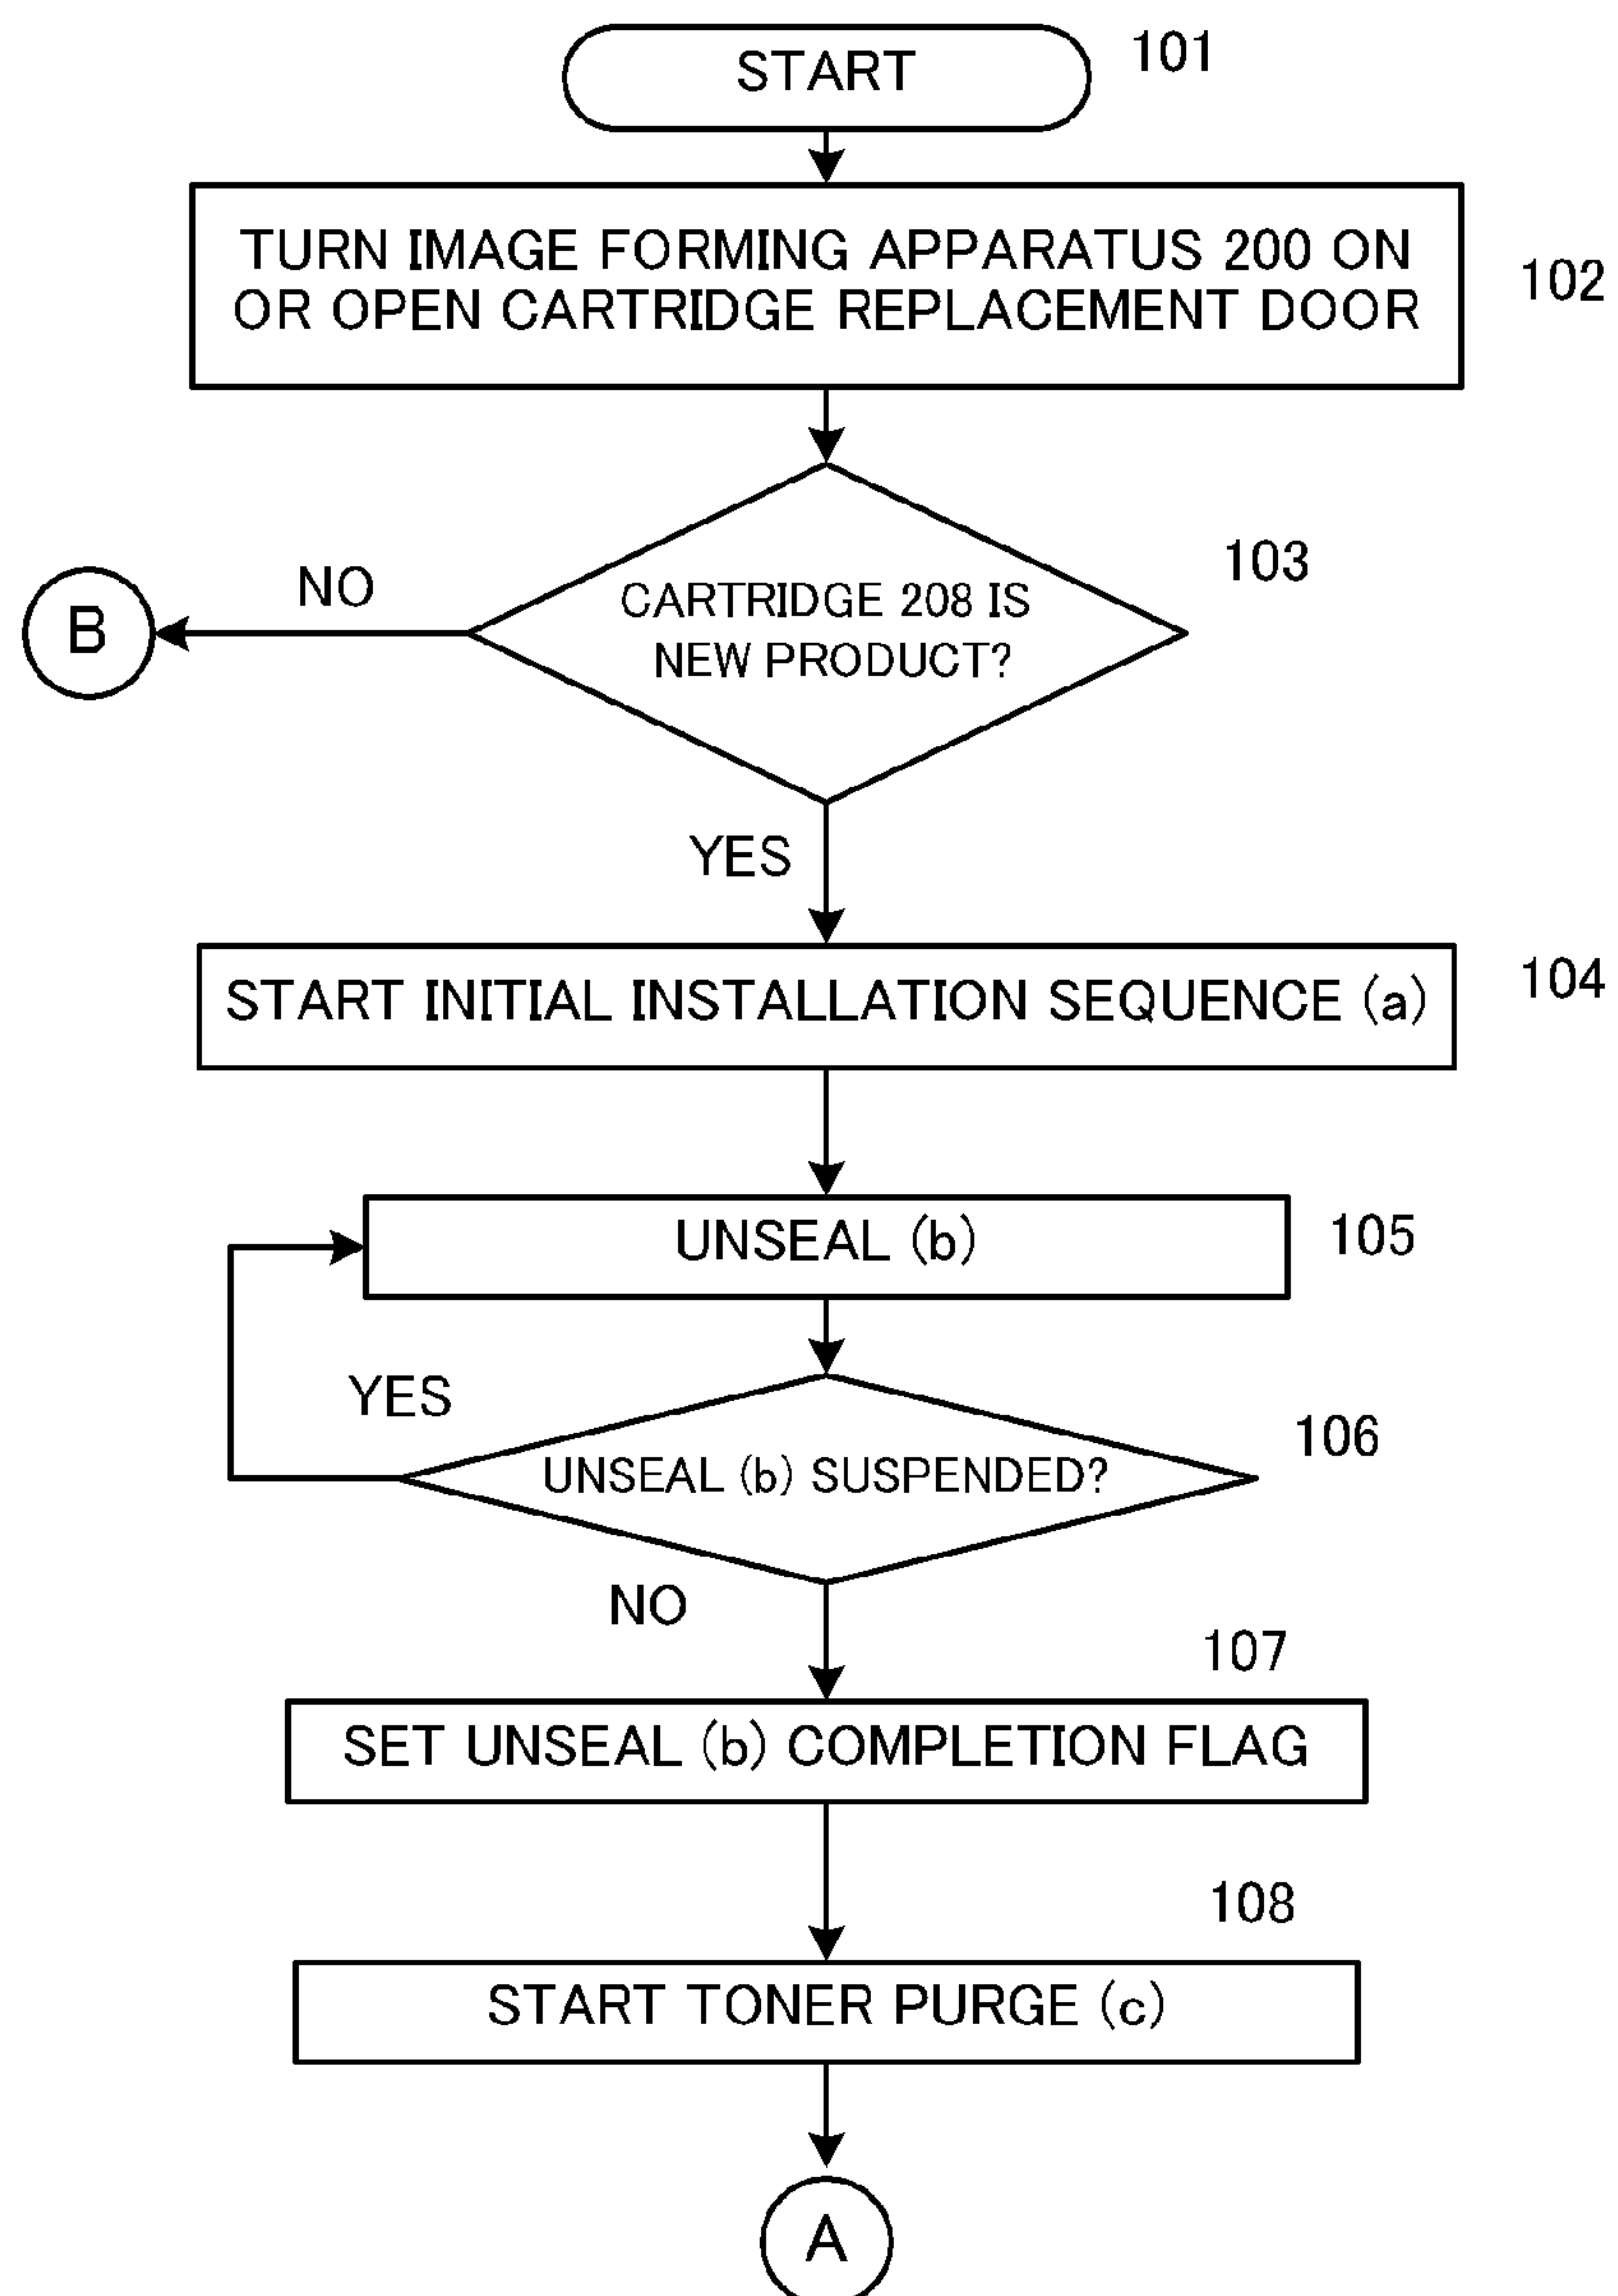 START
101
TURN IMAGE FORMING APPARATUS 200 ON
OR OPEN CARTRIDGE REPLACEMENT DOOR
102
CARTRIDGE 208 IS
NEW PRODUCT?
103
NO
B
YES
START INITIAL INSTALLATION SEQUENCE (a)
104
UNSEAL (b)
105
YES
UNSEAL (b) SUSPENDED?
106
NO
107
SET UNSEAL (b) COMPLETION FLAG
108
START TONER PURGE (c)
A